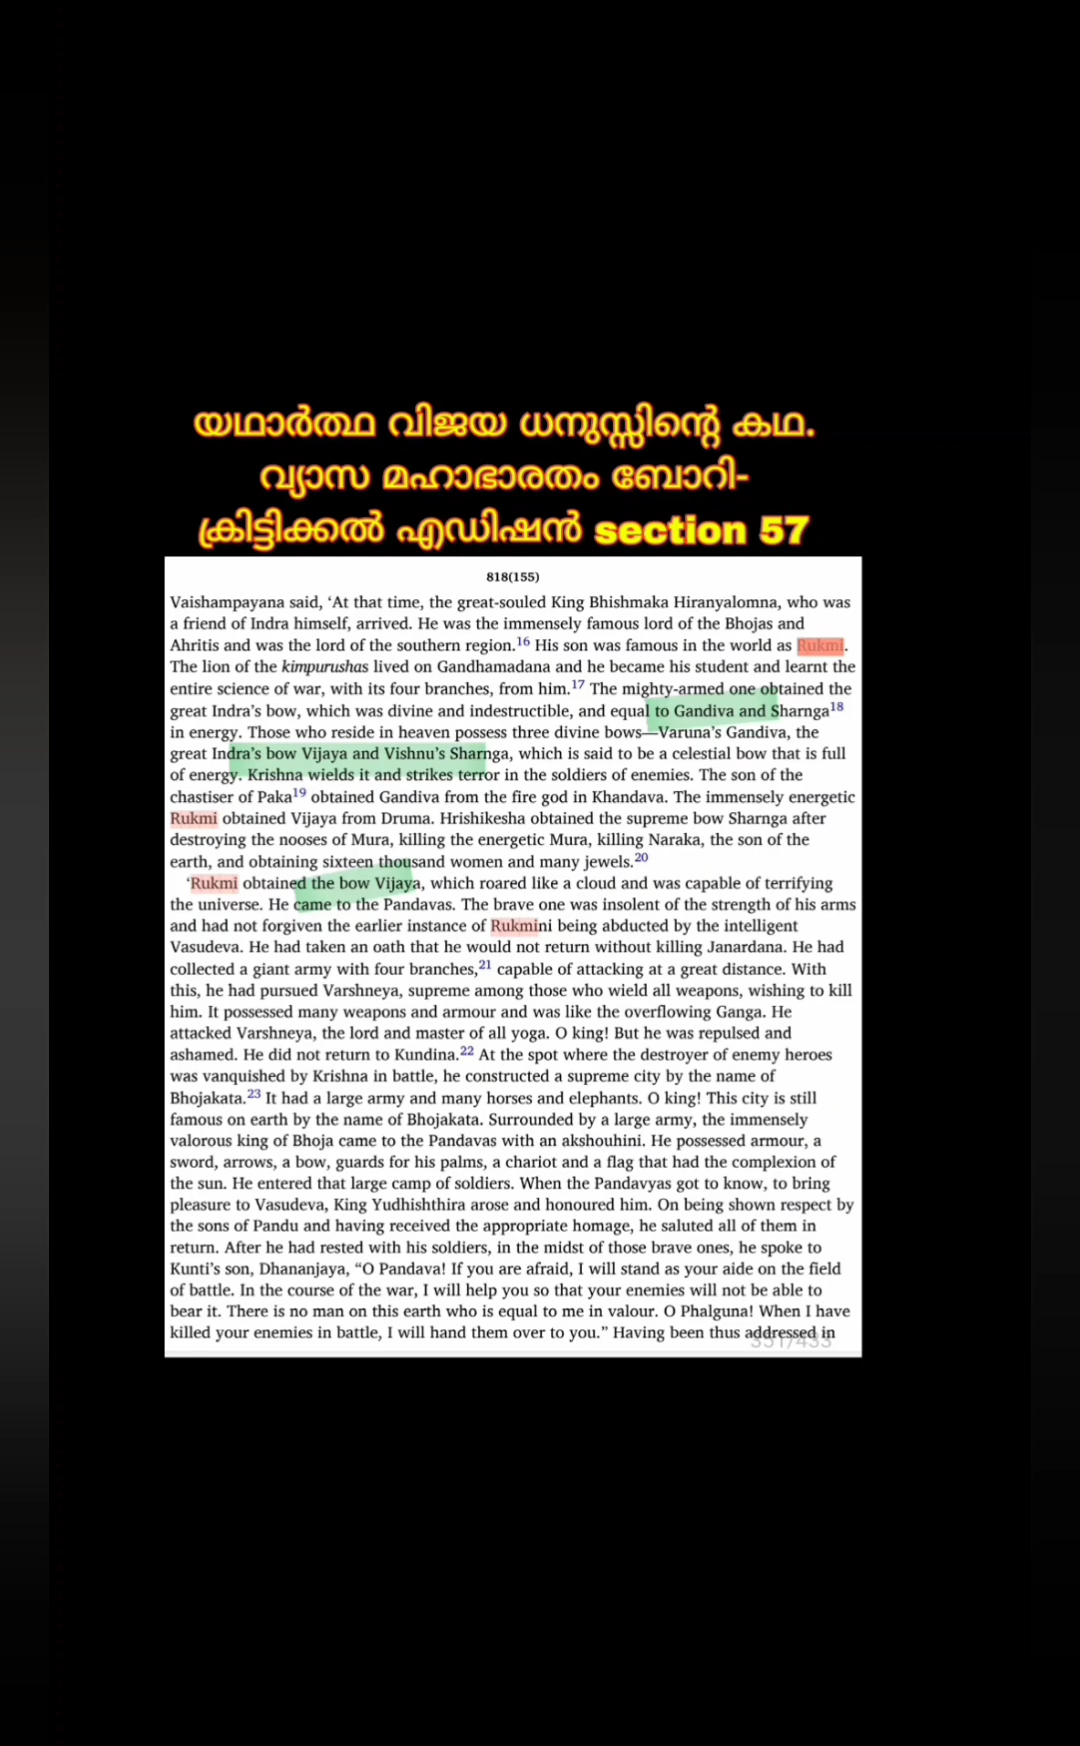 യഥാർത്ഥ വിജയ ധനുസ്സിന്റെ കഥ.
വ്യാസ മഹാഭാരതം ബോറി-
ക്രിട്ടിക്കൽ എഡിഷൻ section 57
818(155)
Vaishampayana said, ‘At that time, the great-souled King Bhishmaka Hiranyalomna, who was
a friend of Indra himself, arrived. He was the immensely famous lord of the Bhojas and
Ahritis and was the lord of the southern region.16 His son was famous in the world as Rukmi.
The lion of the kimpurushas lived on Gandhamadana and he became his student and learnt the
entire science of war, with its four branches, from him.17 The mighty-armed one obtained the
great Indra’s bow, which was divine and indestructible, and equal to Gandiva and Sharnga18
in energy. Those who reside in heaven possess three divine bows—Varuna’s Gandiva, the
great Indra’s bow Vijaya and Vishnu’s Sharnga, which is said to be a celestial bow that is full
of energy. Krishna wields it and strikes terror in the soldiers of enemies. The son of the
chastiser of Paka19 obtained Gandiva from the fire god in Khandava. The immensely energetic
Rukmi obtained Vijaya from Druma. Hrishikesha obtained the supreme bow Sharnga after
destroying the nooses of Mura, killing the energetic Mura, killing Naraka, the son of the
earth, and obtaining sixteen thousand women and many jewels.20
‘Rukmi obtained the bow Vijaya, which roared like a cloud and was capable of terrifying
the universe. He came to the Pandavas. The brave one was insolent of the strength of his arms
and had not forgiven the earlier instance of Rukmini being abducted by the intelligent
Vasudeva. He had taken an oath that he would not return without killing Janardana. He had
collected a giant army with four branches,21 capable of attacking at a great distance. With
this, he had pursued Varshneya, supreme among those who wield all weapons, wishing to kill
him. It possessed many weapons and armour and was like the overflowing Ganga. He
attacked Varshneya, the lord and master of all yoga. O king! But he was repulsed and
ashamed. He did not return to Kundina.22 At the spot where the destroyer of enemy heroes
was vanquished by Krishna in battle, he constructed a supreme city by the name of
Bhojakata.23 It had a large army and many horses and elephants. O king! This city is still
famous on earth by the name of Bhojakata. Surrounded by a large army, the immensely
valorous king of Bhoja came to the Pandavas with an akshouhini. He possessed armour, a
sword, arrows, a bow, guards for his palms, a chariot and a flag that had the complexion of
the sun. He entered that large camp of soldiers. When the Pandavyas got to know, to bring
pleasure to Vasudeva, King Yudhishthira arose and honoured him. On being shown respect by
the sons of Pandu and having received the appropriate homage, he saluted all of them in
return. After he had rested with his soldiers, in the midst of those brave ones, he spoke to
Kunti’s son, Dhananjaya, “O Pandava! If you are afraid, I will stand as your aide on the field
of battle. In the course of the war, I will help you so that your enemies will not be able to
bear it. There is no man on this earth who is equal to me in valour. O Phalguna! When I have
killed your enemies in battle, I will hand them over to you.” Having been thus addressed in
351/433